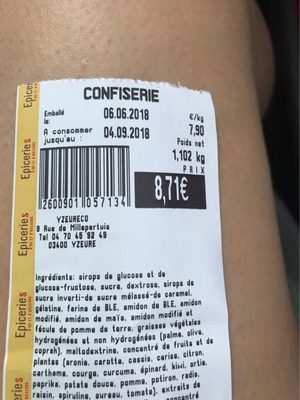 CONFISERIE
Emballé
le:
06.06.2018
€/kg
A consommer
jusqu'au :
04.09.2018
7,90
Poids net
1,102 kg
PRIX
8,71€
2600901 057134
YZEURECO
9 Rue de Millepertuis
Tel 04 70 45 92 48
03400 YZEURE
Ingrédients: sirops de glucose et de
glucose-fructose, sucre, dextrose, sirops de
sucre inverti-de sucre mélassé-de caramel,
gélatine, farine de BLE, amidon de BLE, amidon
modifié, amidon de maïs, amidon modifié et
fécule de pomme de terre, graisses végétales
hydrogénées et non hydrogénées (palme, olive,
coprah), maltodextrine, concentré de fruits et de
plantes (aronie, carotte, cassis, cerise, citron,
carthame, courge, curcuma, épinard, kiwi, ortie,
paprika, patate douce, pomme, potiron, radis,
raisin, spiruline, sureau, tomate), extraits de
Epiceries
Epiceries
Epiceries
Epiceries